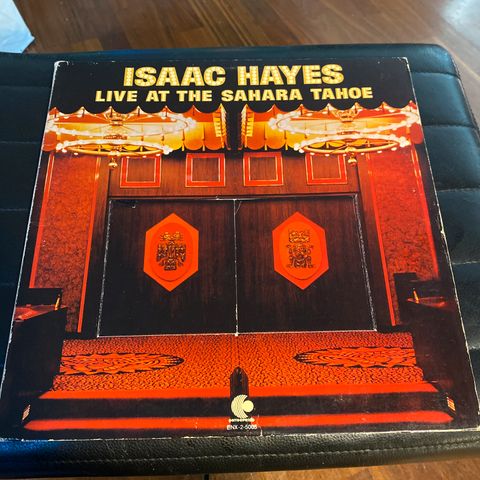 ISAAC HAYES
LIVE AT THE SAHARA TAHOE
ENX-2-5005